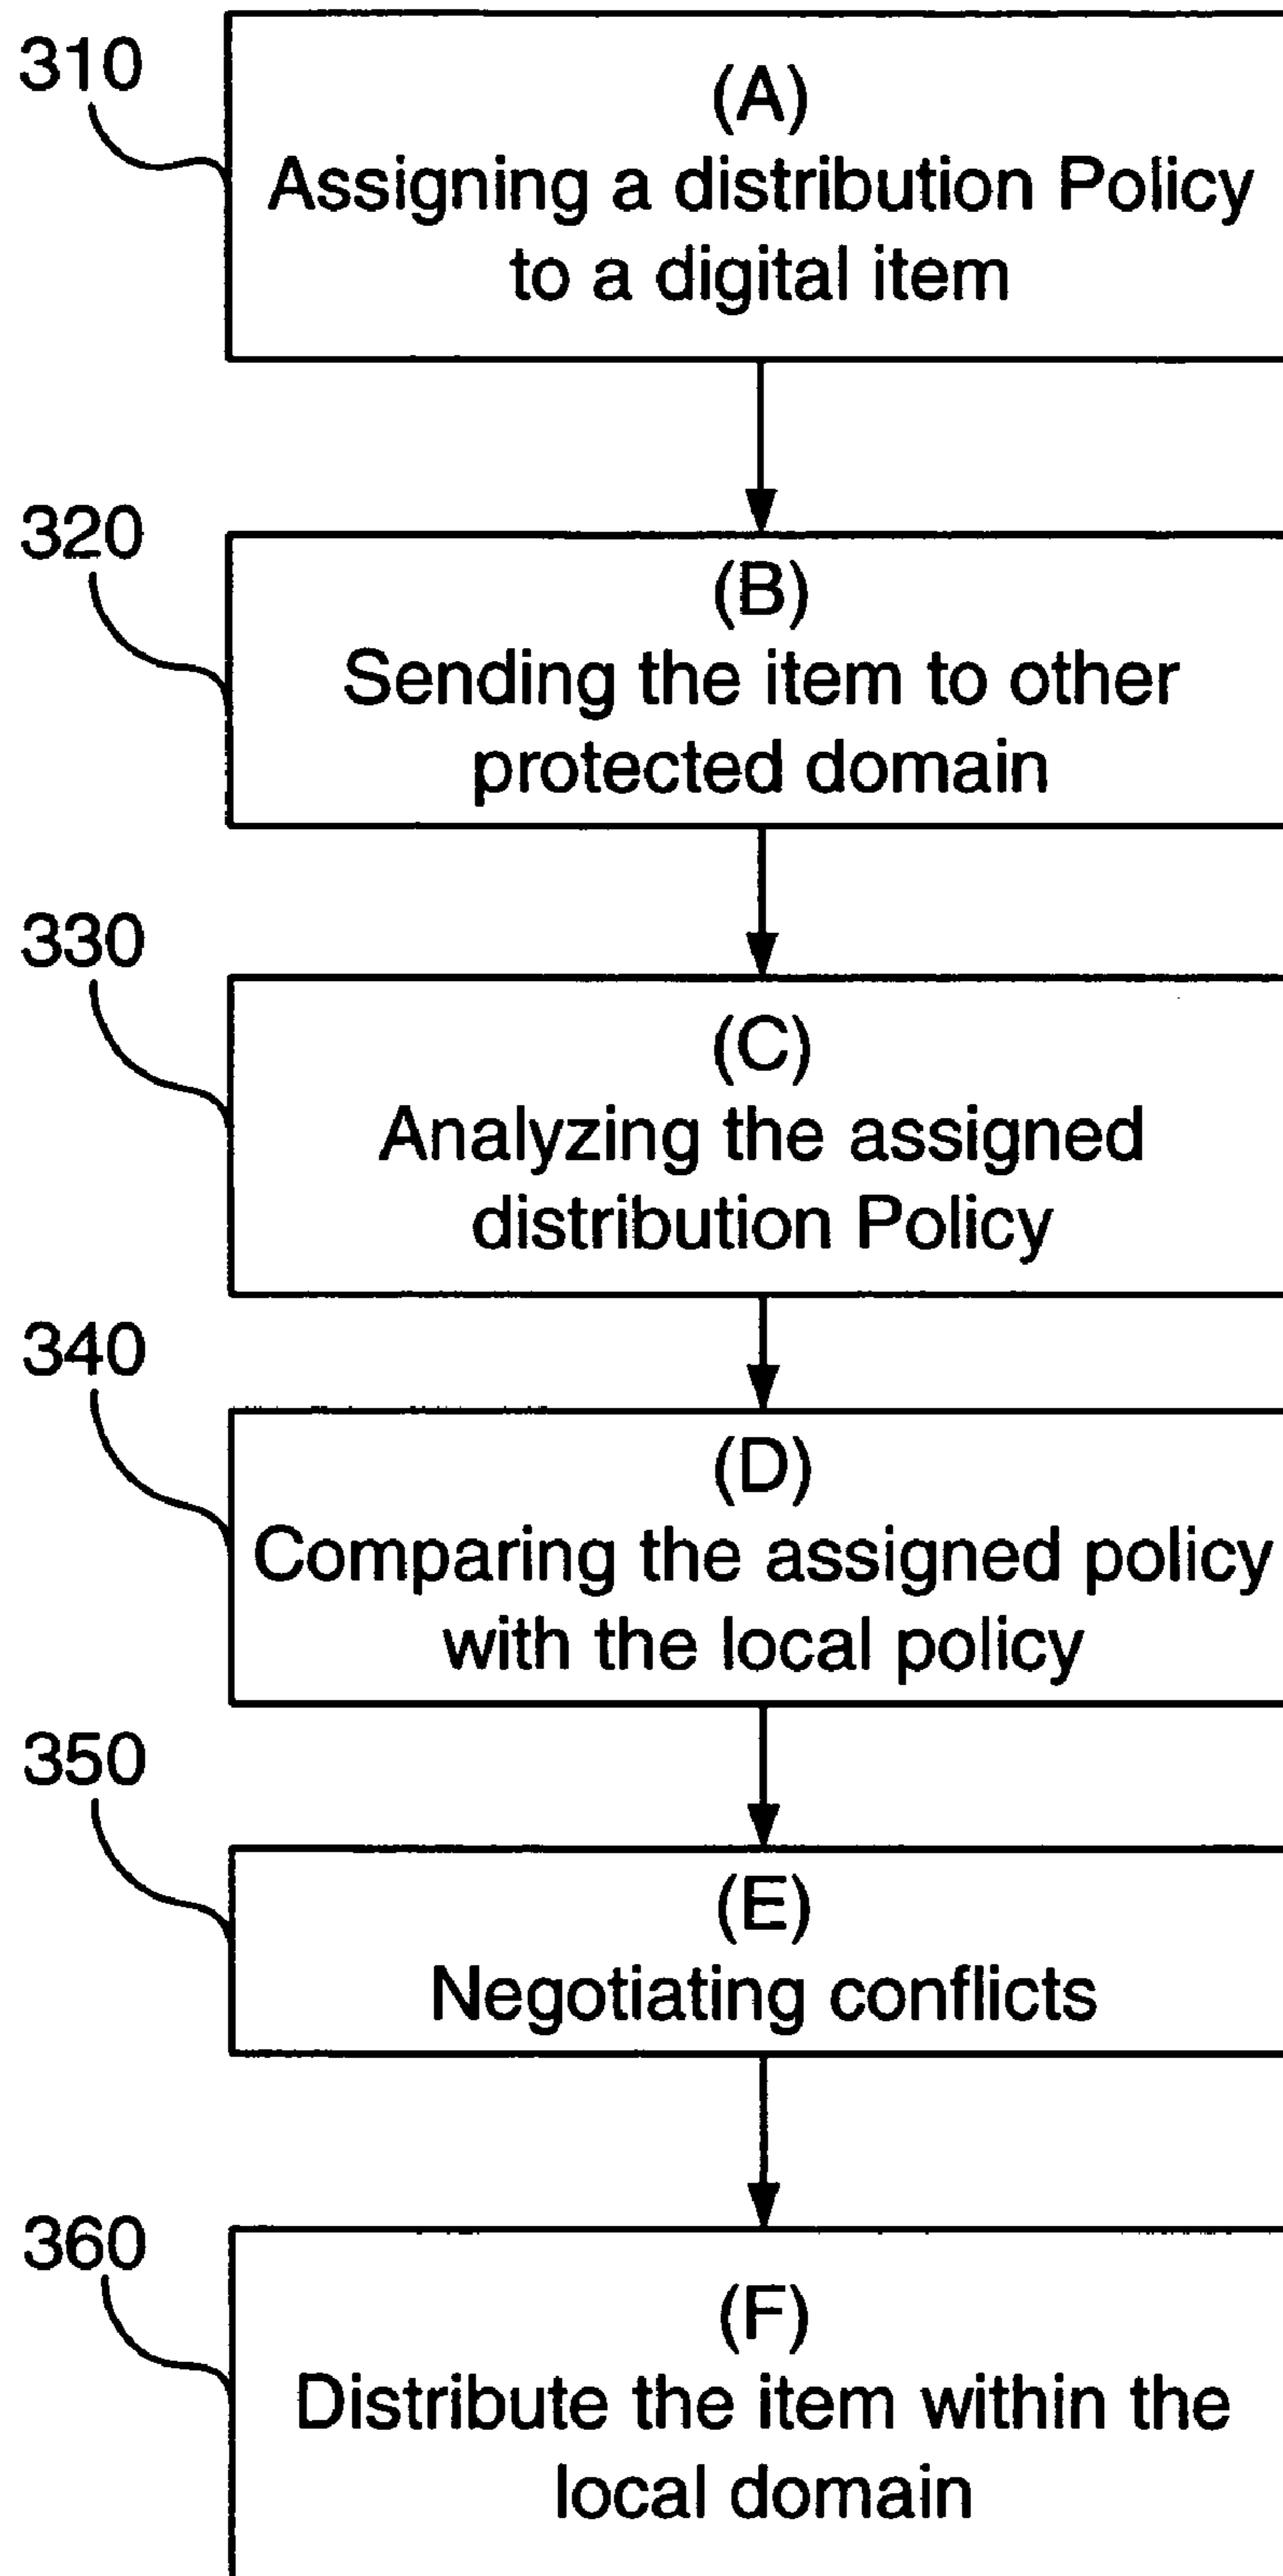 310
(A)
Assigning a distribution Policy
to a digital item
320
(B)
Sending the item to other
protected domain
330
(C)
Analyzing the assigned
distribution Policy
340
(D)
Comparing the assigned policy
with the local policy
350
(E)
Negotiating conflicts
360
(F)
Distribute the item within the
local domain